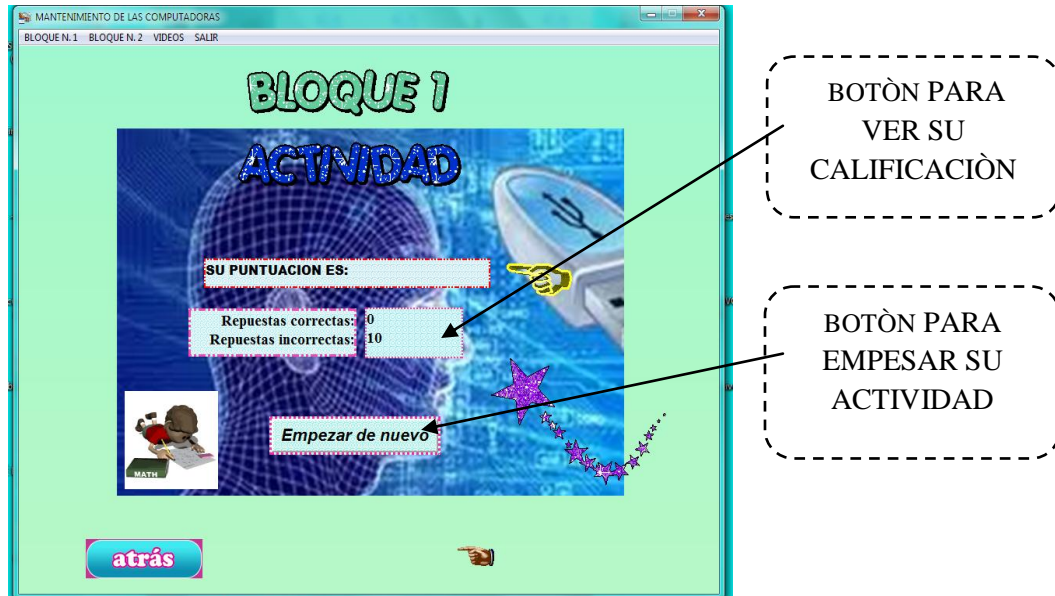 MANTENIMIENTO DE LAS COMPUTADORAS
BLOQUE N. 1 BLOQUE N. 2 VIDEOS SALIR
BLOQUE 1
ACTIVIDAD
SU PUNTUACION ES:
Repuestas correctas: 0
Repuestas incorrectas: 10
Empezar de nuevo
MATH
atrás
BOTÒN PARA
VER SU
CALIFICACIÒN
BOTÒN PARA
EMPESAR SU
ACTIVIDAD